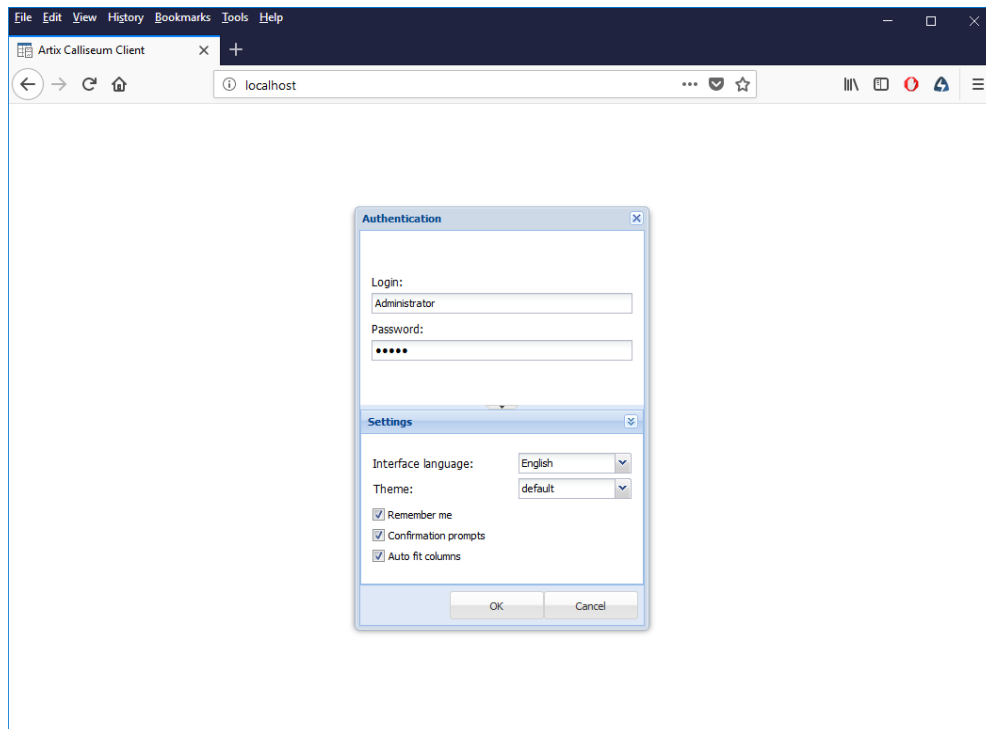 File Edit View History Bookmarks Tools Help
Artix Calliseum Client
localhost
Authentication
Login:
Administrator
Password:
•••••
Settings
Interface language: English
Theme: default
Remember me
Confirmation prompts
Auto fit columns
OK Cancel